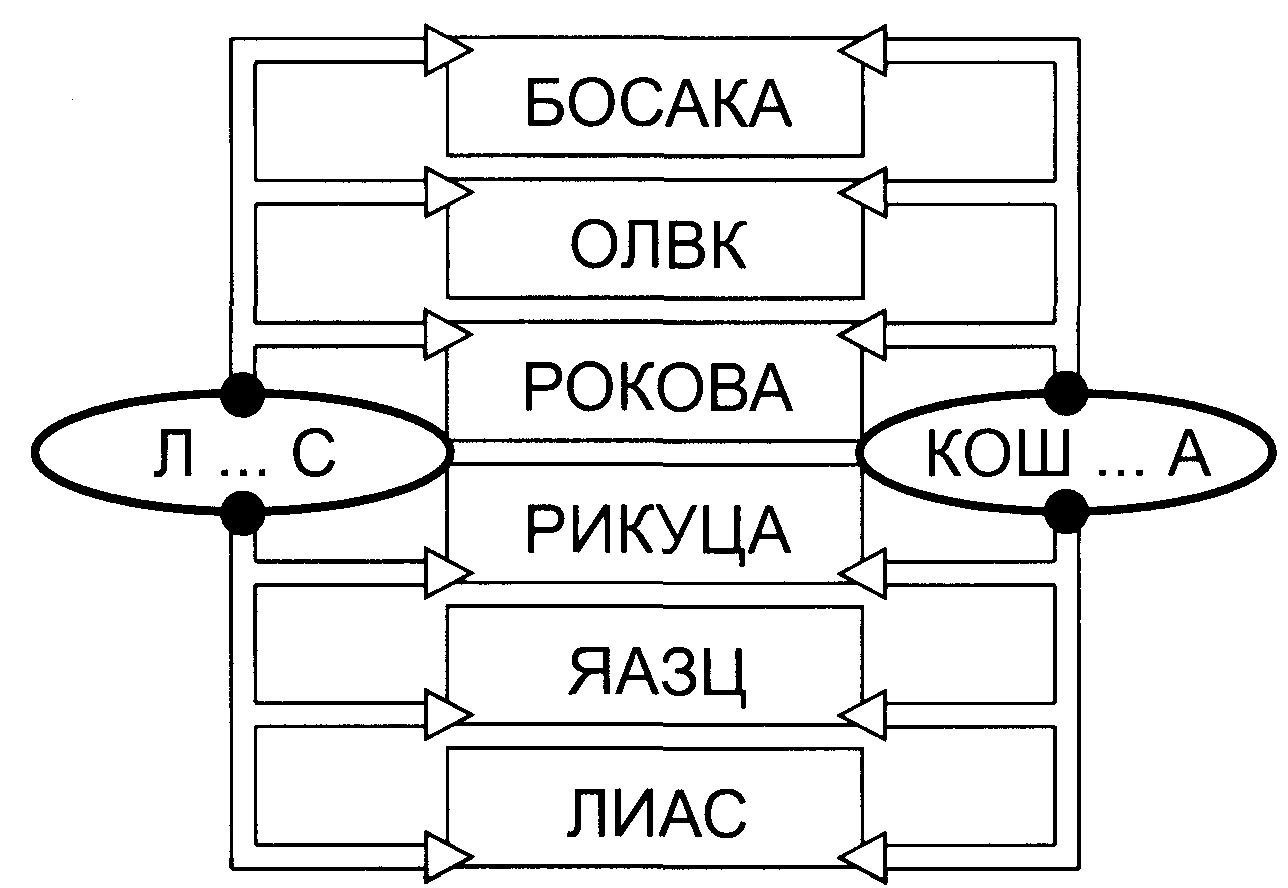 БОСАКА
ОЛВК
РОКОВА
Л ... С
КОШ ... А
РИКУЦА
ЯАЗЦ
ЛИАС